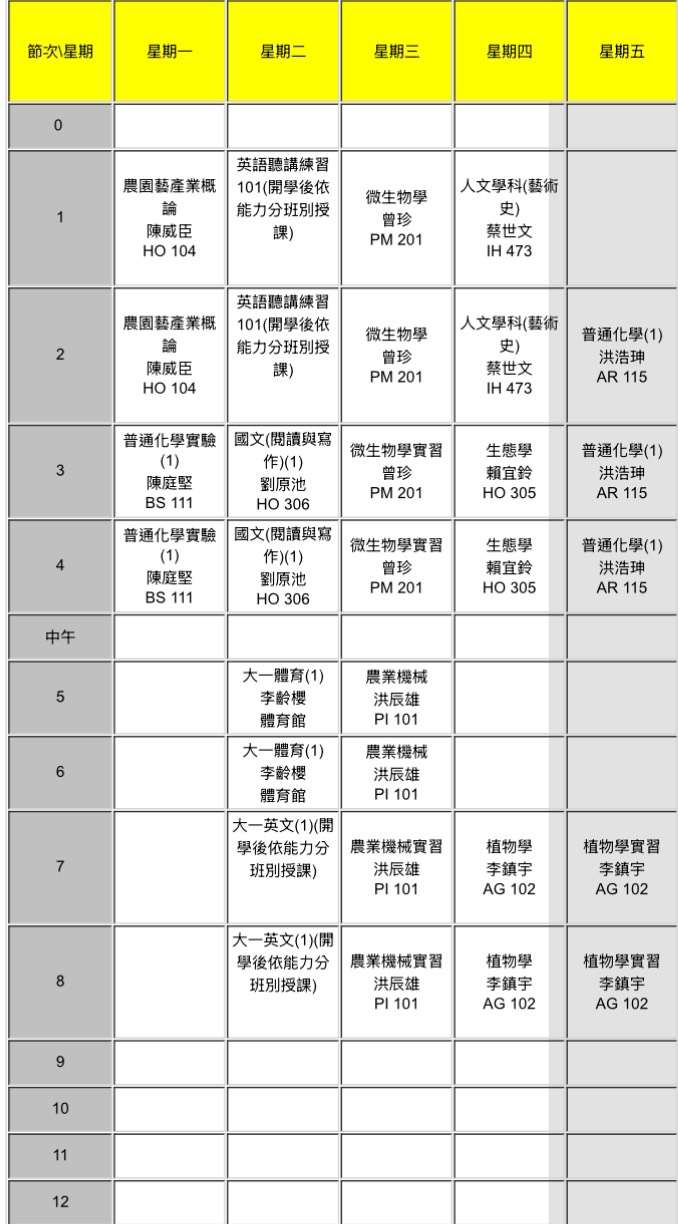 節次\星期 星期一 星期二 星期三 星期四 星期五
0
1
農園藝產業概
論
陳威臣
HO 104
英語聽講練習
101(開學後依
能力分班別授
課)
微生物學
曾珍
PM 201
人文學科(藝術
史)
蔡世文
IH 473
2
農園藝產業概
論
陳威臣
HO 104
英語聽講練習
101(開學後依
能力分班別授
課)
微生物學
曾珍
PM 201
人文學科(藝術
史)
蔡世文
IH 473
普通化學(1)
洪浩珅
AR 115
3
普通化學實驗
(1)
陳庭堅
BS 111
國文(閱讀與寫
作)(1)
劉原池
HO 306
微生物學實習
曾珍
PM 201
生態學
賴宜鈴
HO 305
普通化學(1)
洪浩珅
AR 115
4
普通化學實驗
(1)
陳庭堅
BS 111
國文(閱讀與寫
作)(1)
劉原池
HO 306
微生物學實習
曾珍
PM 201
生態學
賴宜鈴
HO 305
普通化學(1)
洪浩珅
AR 115
中午
5
大一體育(1)
李齡櫻
體育館
農業機械
洪辰雄
PI 101
6
大一體育(1)
李齡櫻
體育館
農業機械
洪辰雄
PI 101
7
大一英文(1)(開
學後依能力分
班別授課)
農業機械實習
洪辰雄
PI 101
植物學
李鎮宇
AG 102
植物學實習
李鎮宇
AG 102
8
大一英文(1)(開
學後依能力分
班別授課)
農業機械實習
洪辰雄
PI 101
植物學
李鎮宇
AG 102
植物學實習
李鎮宇
AG 102
9
10
11
12